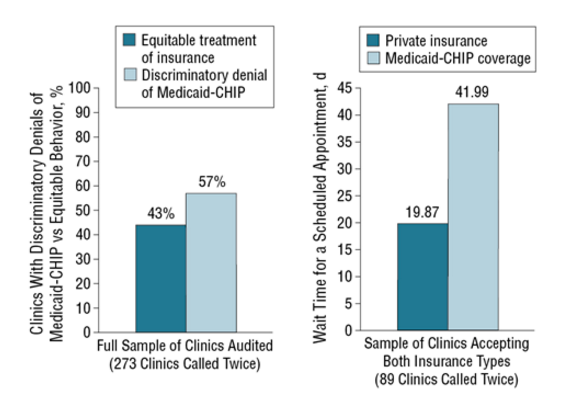 Equitable treatment
of insurance
Discriminatory denial
of Medicaid-CHIP
Clinics With Discriminatory Denials of
Medicaid-CHIP vs Equitable Behavior, %
100
90
80
70
60
50
40
30
20
10
0
43%
57%
Full Sample of Clinics Audited
(273 Clinics Called Twice)
Private insurance
Medicaid-CHIP coverage
Wait Time for a Scheduled Appointment, d
45
40
35
30
25
20
15
10
5
0
19.87
41.99
Sample of Clinics Accepting
Both Insurance Types
(89 Clinics Called Twice)